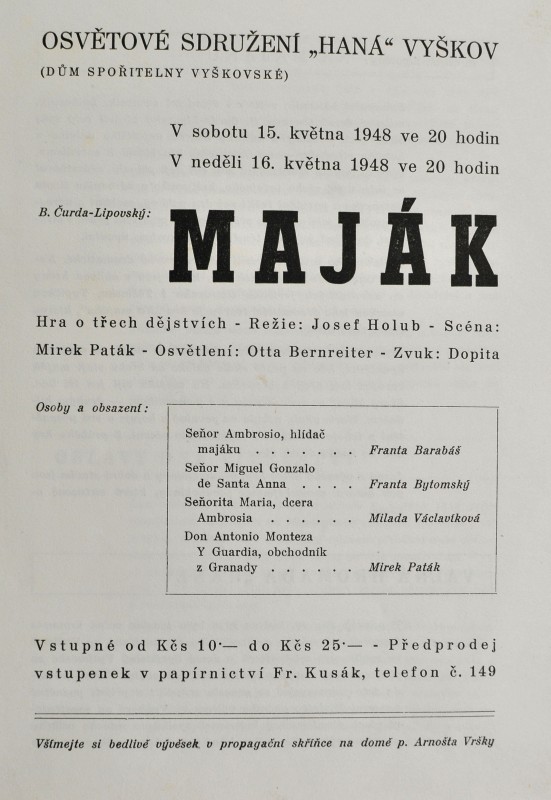 OSVĚTOVÉ SDRUŽENÍ „HANÁ“ VYŠKOV
(DŮM SPOŘITELNY VYŠKOVSKÉ)
V sobotu 15. května 1948 ve 20 hodin
V neděli 16. května 1948 ve 20 hodin
B. Čurda-Lipovský:
MAJÁK
Hra o třech dějstvích - Režie: Josef Holub - Scéna:
Mirek Paták - Osvětlení: Otta Bernreiter - Zvuk: Dopita
Osoby a obsazení:
Seňor Ambrosio, hlídač
majáku . . . . . . . Franta Barabáš
Seňor Miguel Gonzalo
de Santa Anna . . . . Franta Bytomský
Seňorita Maria, dcera
Ambrosia . . . . . . Milada Václavíková
Don Antonio Monteza
Y Guardia, obchodník
z Granady . . . . . . Mirek Paták
Vstupné od Kčs 10·— do Kčs 25·— - Předprodej
vstupenek v papírnictví Fr. Kusák, telefon č. 149
Všímejte si bedlivě vývěsek v propagační skříňce na domě p. Arnošta Vršky